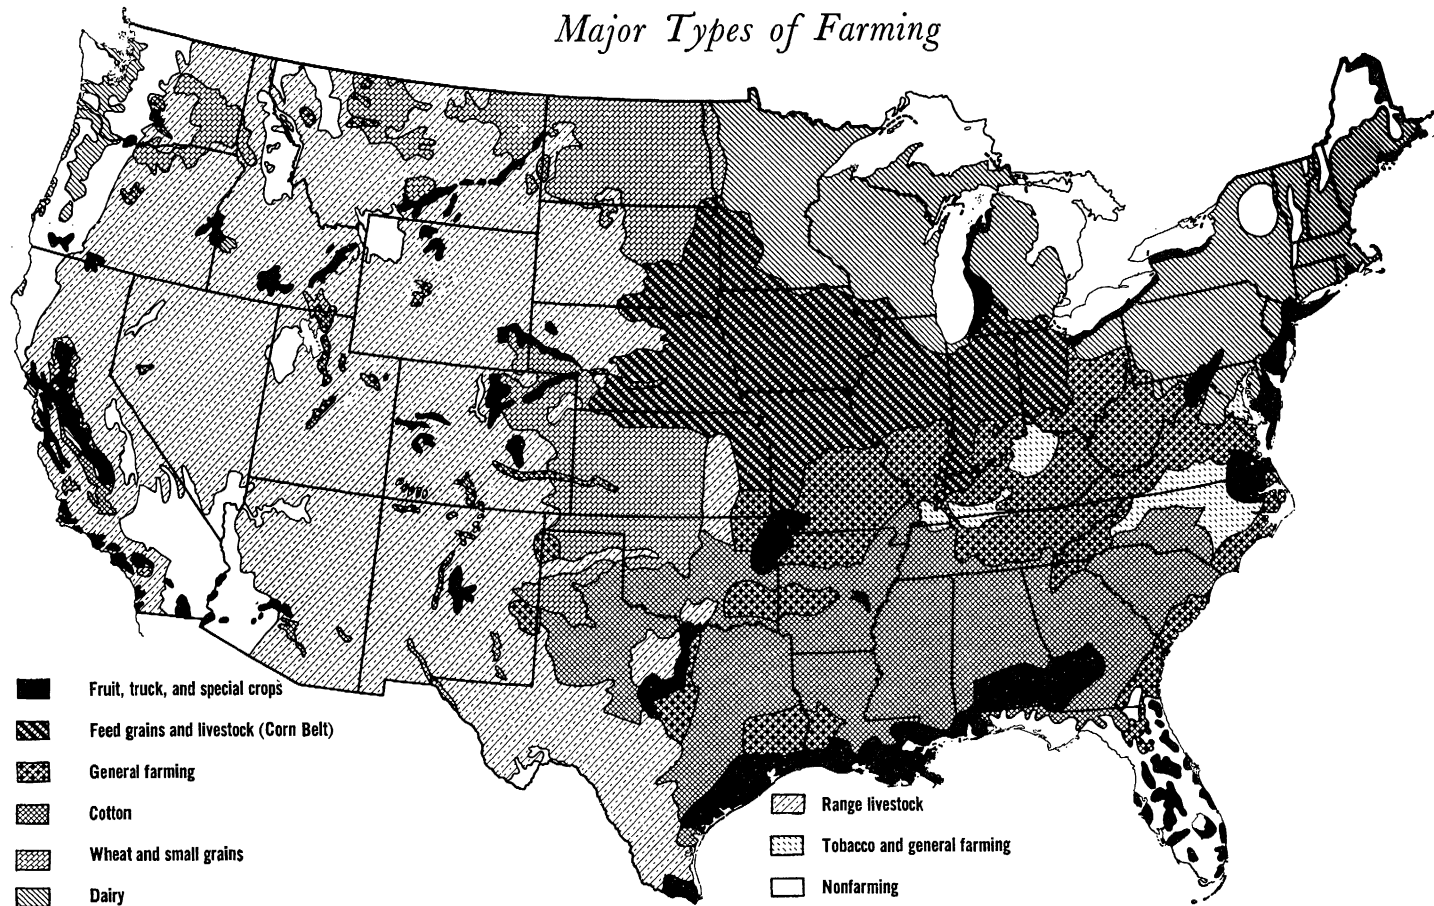 Major Types of Farming
Fruit, truck, and special crops
Feed grains and livestock (Corn Belt)
General farming
Cotton
Wheat and small grains
Dairy
Range livestock
Tobacco and general farming
Nonfarming